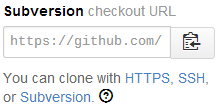 Subversion checkout URL
https://github.com/
You can clone with HTTPS, SSH,
or Subversion. ?